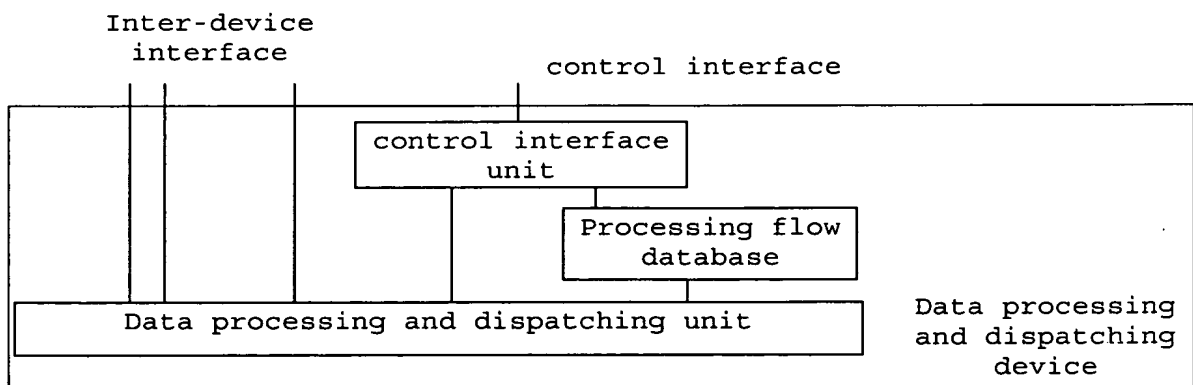 Inter-device
interface
control interface
control interface
unit
Processing flow
database
Data processing and dispatching unit
Data processing
and dispatching
device